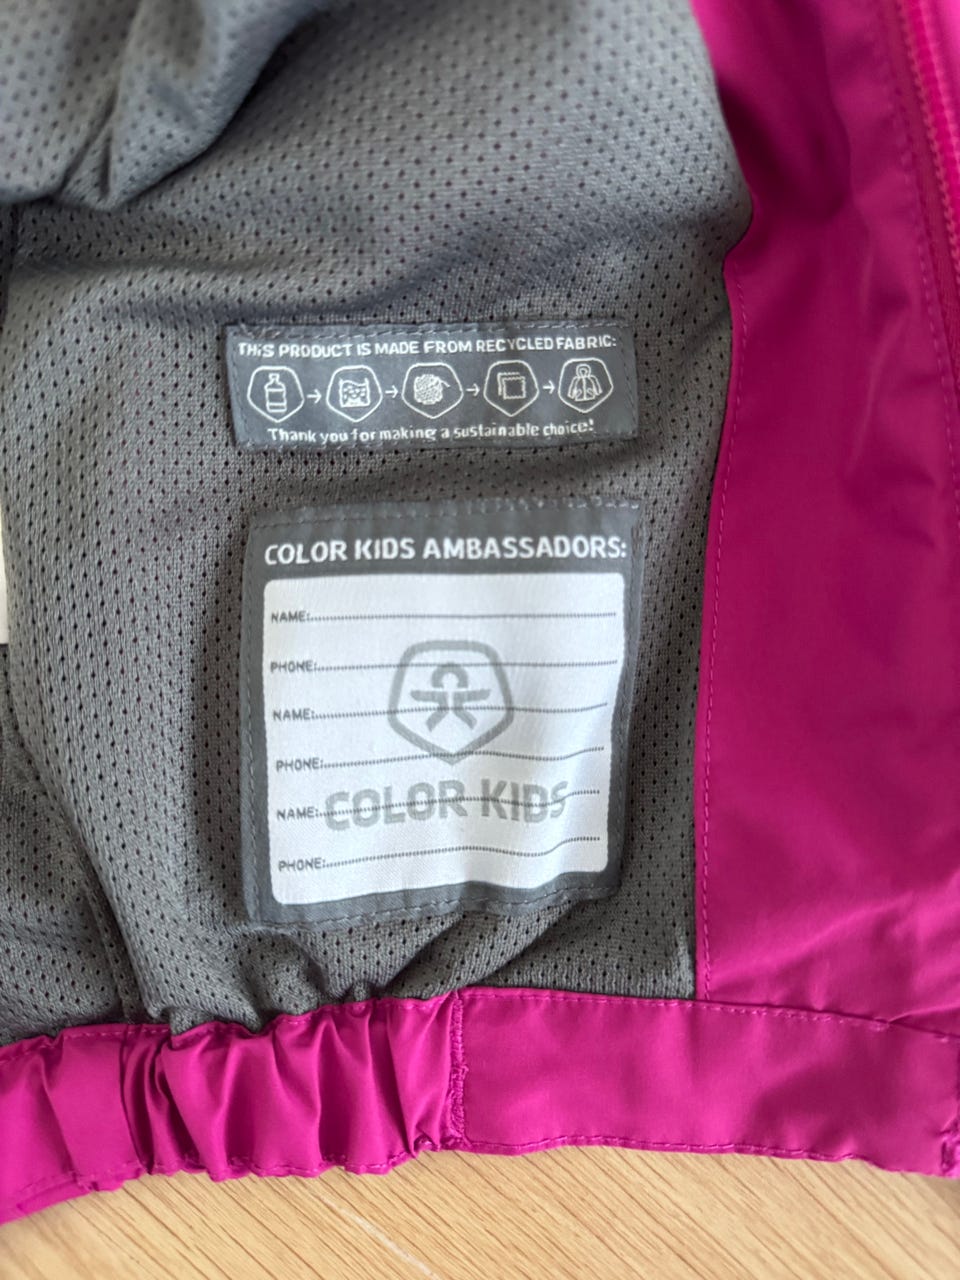 THIS PRODUCT IS MADE FROM RECYCLED FABRIC:
Thank you for making a sustainable choice!
COLOR KIDS AMBASSADORS:
NAME:
PHONE:
NAME:
PHONE:
NAME:
COLOR KIDS
PHONE: